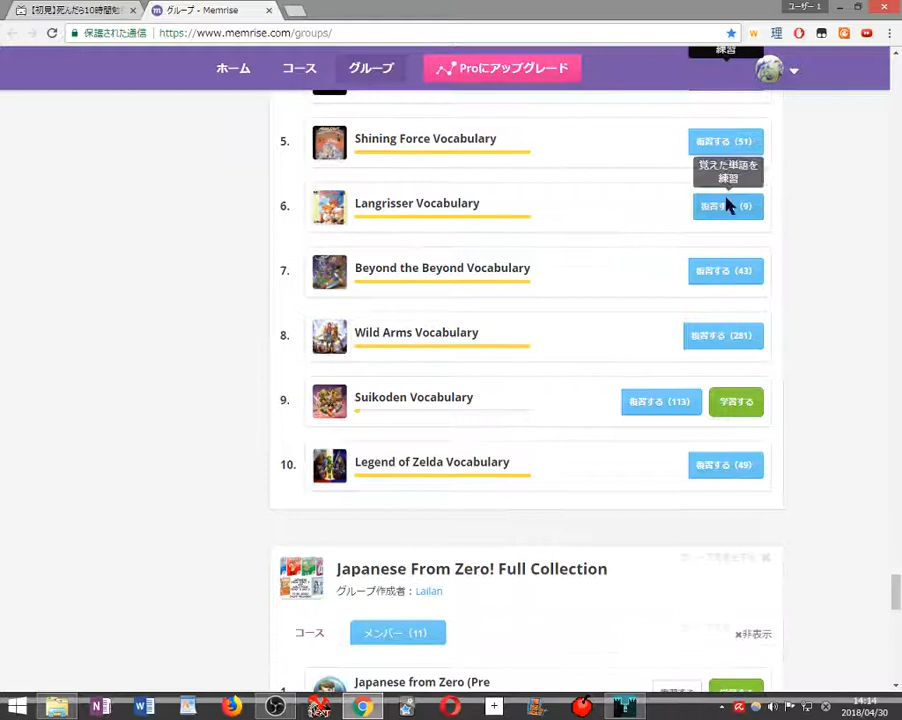 【初見】死んだら10時間勉
グループ - Memrise
ユーザー 1
保護された通信
https://www.memrise.com/groups/
練習
ホーム
コース
グループ
Proにアップグレード
5.
Shining Force Vocabulary
復習する（51）
覚えた単語を
練習
6.
Langrisser Vocabulary
復習す（9）
7.
Beyond the Beyond Vocabulary
復習する（43）
8.
Wild Arms Vocabulary
復習する（281）
9.
Suikoden Vocabulary
復習する（113）
学習する
10.
Legend of Zelda Vocabulary
復習する（49）
Japanese From Zero! Full Collection
グループ作成者：Lailan
コース
メンバー（11）
×非表示
Japanese from Zero (Pre
14:14
2018/04/30